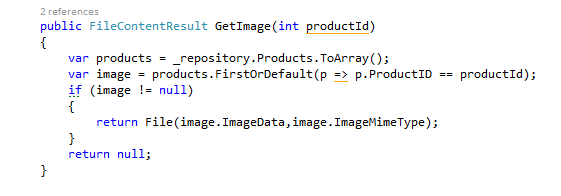 2 references
public FileContentResult GetImage(int productId)
{
var products = _repository.Products.ToArray();
var image = products.FirstOrDefault(p => p.ProductID == productId);
if (image != null)
{
return File(image.ImageData,image.ImageMimeType);
}
return null;
}